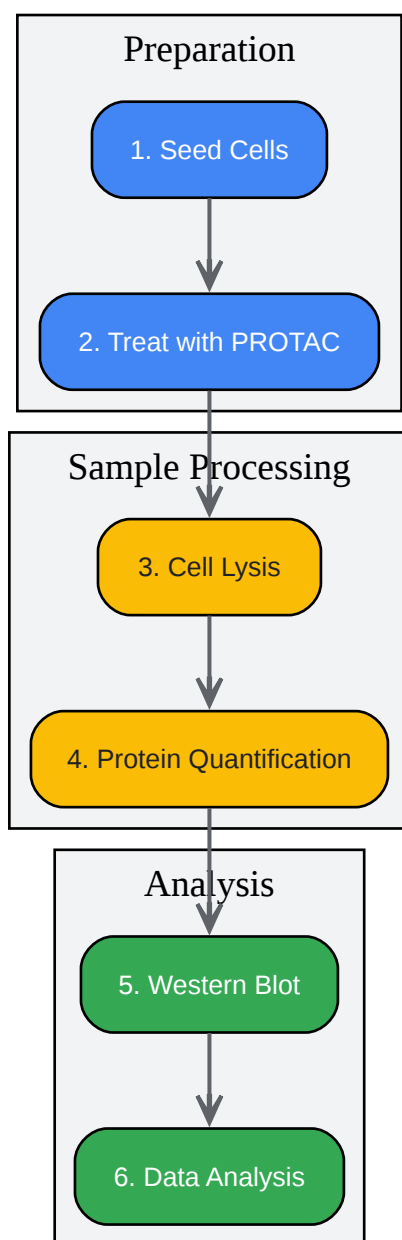 Preparation
1. Seed Cells
2. Treat with PROTAC
Sample Processing
3. Cell Lysis
4. Protein Quantification
Analysis
5. Western Blot
6. Data Analysis